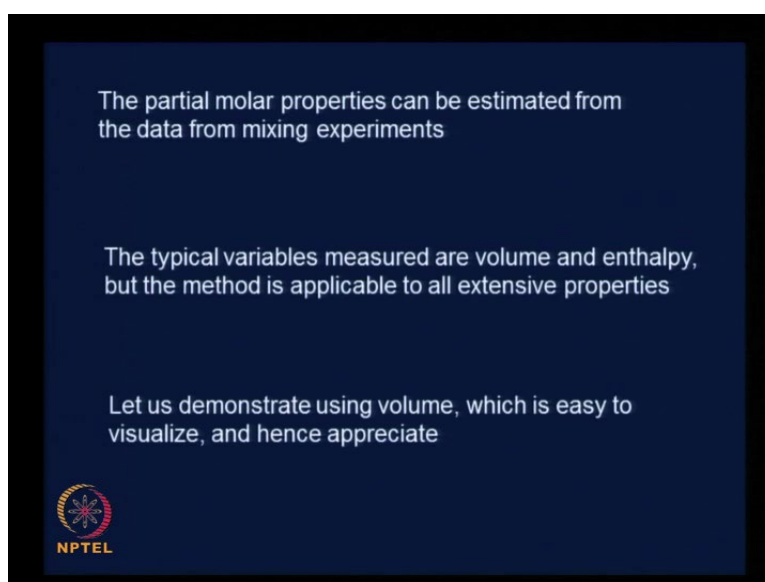 The partial molar properties can be estimated from
the data from mixing experiments
The typical variables measured are volume and enthalpy,
but the method is applicable to all extensive properties
Let us demonstrate using volume, which is easy to
visualize, and hence appreciate
NPTEL